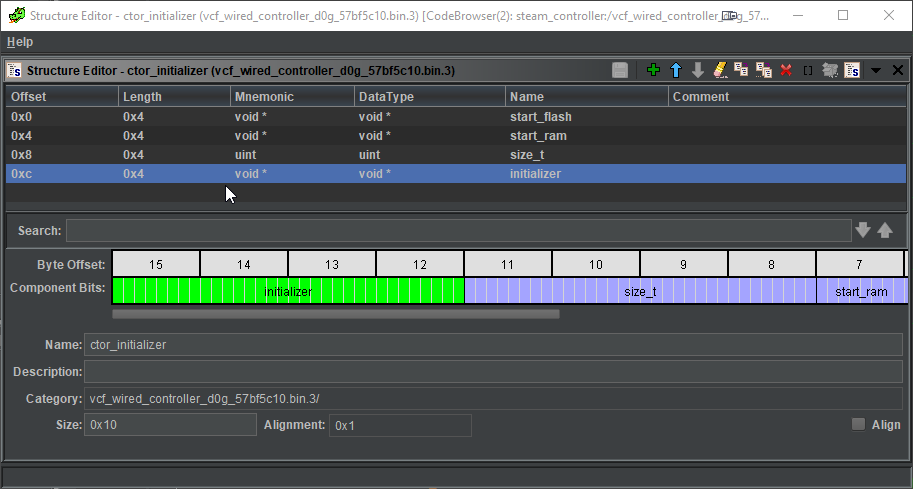 Structure Editor - ctor_initializer (vcf_wired_controller_d0g_57bf5c10.bin.3) [CodeBrowser(2): steam_controller:/vcf_wired_controller_d0g_57...
Help
Structure Editor - ctor_initializer (vcf_wired_controller_d0g_57bf5c10.bin.3)
Offset Length Mnemonic DataType Name Comment
0x0 0x4 void * void * start_flash
0x4 0x4 void * void * start_ram
0x8 0x4 uint uint size_t
0xc 0x4 void * void * initializer
Search:
Byte Offset: 15 14 13 12 11 10 9 8 7
Component Bits: initializer size_t start_ram
Name: ctor_initializer
Description:
Category: vcf_wired_controller_d0g_57bf5c10.bin.3/
Size: 0x10 Alignment: 0x1 Align